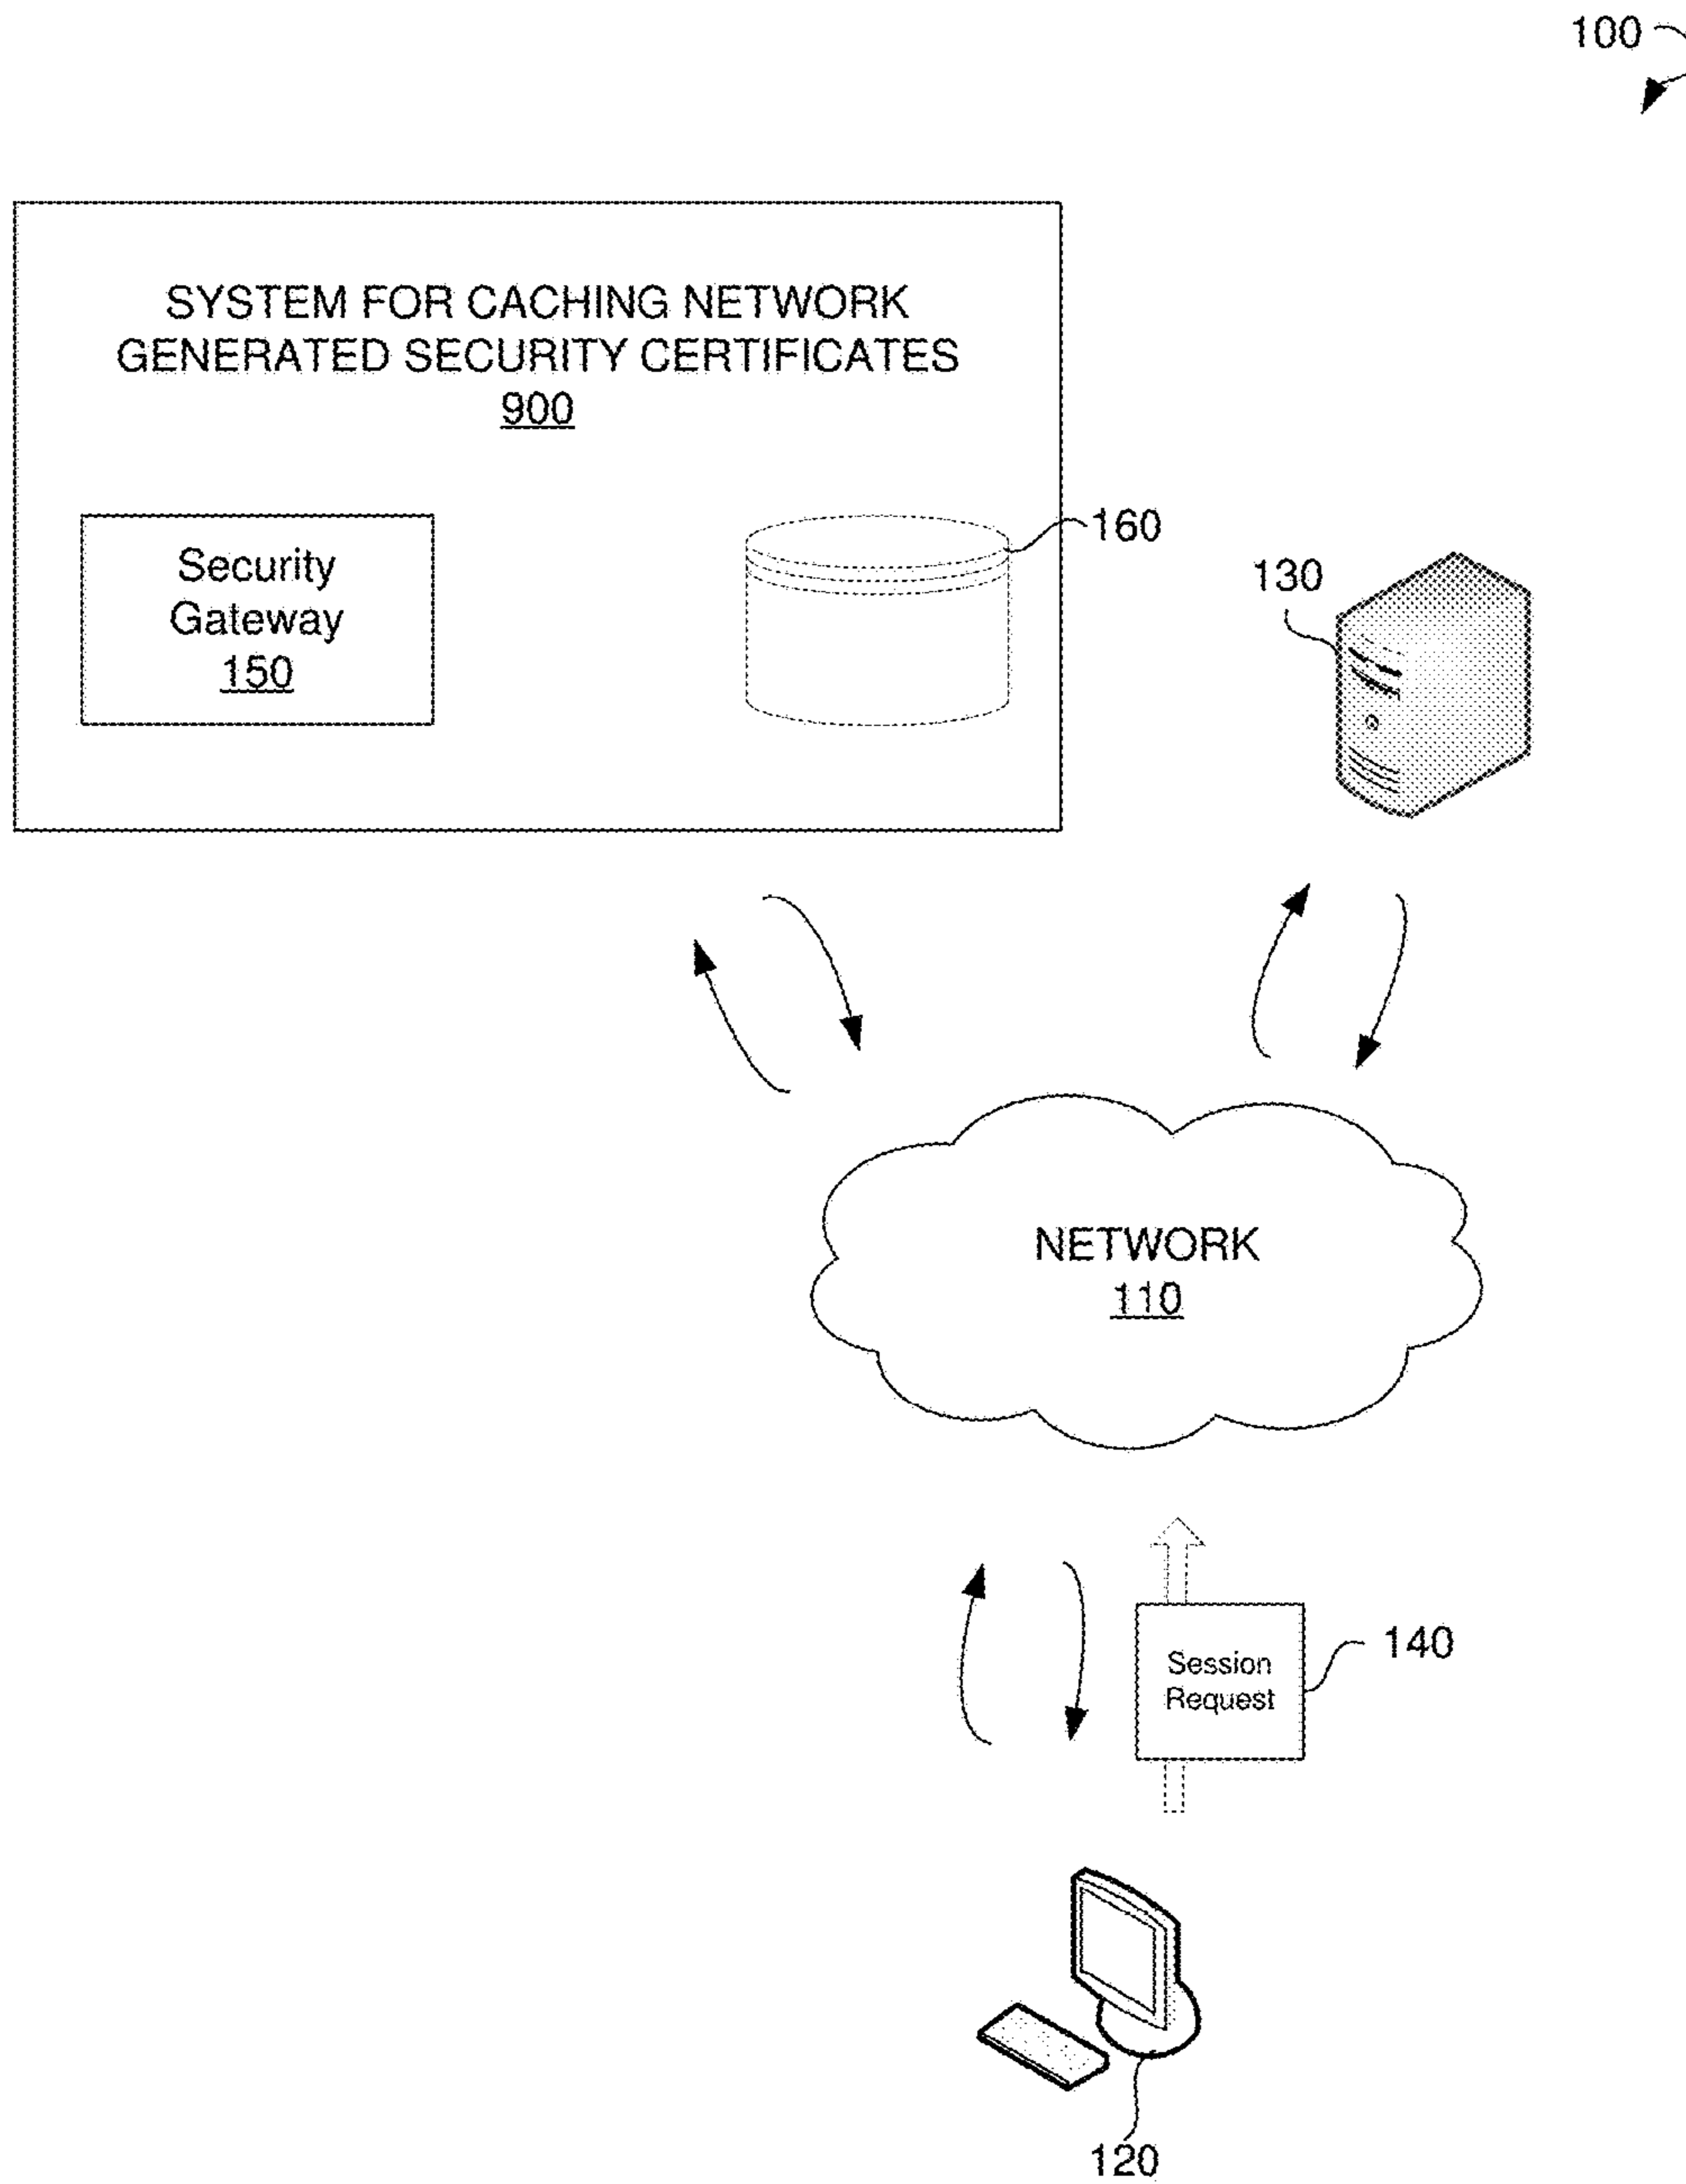 100
SYSTEM FOR CACHING NETWORK
GENERATED SECURITY CERTIFICATES
900
Security
Gateway
150
160
130
NETWORK
110
Session
Request
140
120